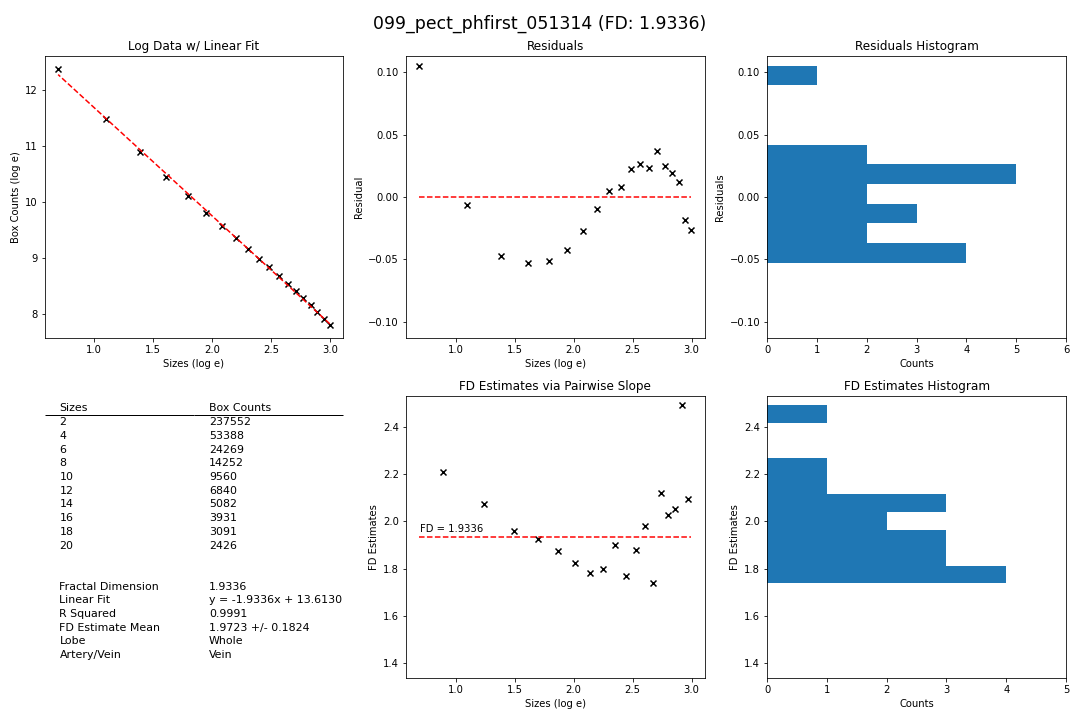 099_pect_phfirst_051314 (FD: 1.9336)
Log Data w/ Linear Fit
Box Counts (log e)
12
11
10
9
8
1.0 1.5 2.0 2.5 3.0
Sizes (log e)
Residuals
Residual
0.10
0.05
0.00
−0.05
−0.10
1.0 1.5 2.0 2.5 3.0
Sizes (log e)
Residuals Histogram
Residuals
0.10
0.05
0.00
−0.05
−0.10
0 1 2 3 4 5 6
Counts
Sizes Box Counts
2 237552
4 53388
6 24269
8 14252
10 9560
12 6840
14 5082
16 3931
18 3091
20 2426
Fractal Dimension 1.9336
Linear Fit y = -1.9336x + 13.6130
R Squared 0.9991
FD Estimate Mean 1.9723 +/- 0.1824
Lobe Whole
Artery/Vein Vein
FD Estimates via Pairwise Slope
FD Estimates
2.4
2.2
2.0
1.8
1.6
1.4
FD = 1.9336
1.0 1.5 2.0 2.5 3.0
Sizes (log e)
FD Estimates Histogram
FD Estimates
2.4
2.2
2.0
1.8
1.6
1.4
0 1 2 3 4 5
Counts